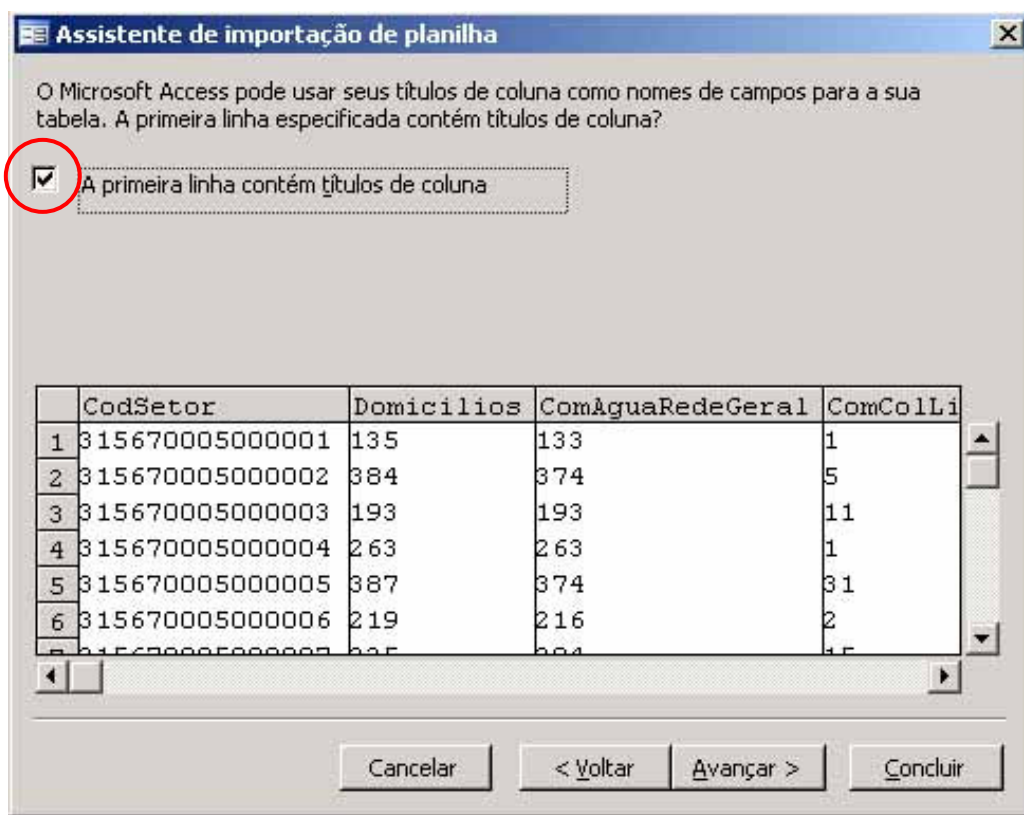 Assistente de importação de planilha
O Microsoft Access pode usar seus títulos de coluna como nomes de campos para a sua
tabela. A primeira linha especificada contém títulos de coluna?
A primeira linha contém títulos de coluna
CodSetor Domicilios ComAguaRedeGeral ComColLi
1 315670005000001 135 133 1
2 315670005000002 384 374 5
3 315670005000003 193 193 11
4 315670005000004 263 263 1
5 315670005000005 387 374 31
6 315670005000006 219 216 2
Cancelar < Voltar Avançar > Concluir